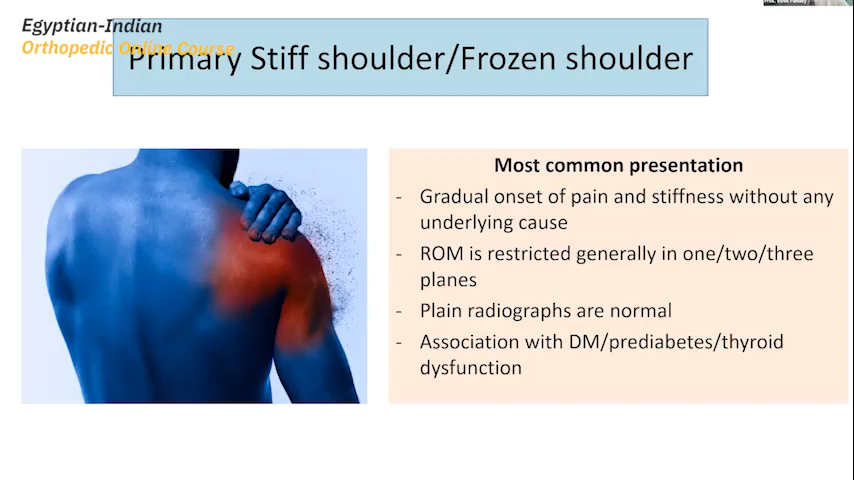 Egyptian-Indian
Orthopedic Online Course
Primary Stiff shoulder/Frozen shoulder
Most common presentation
- Gradual onset of pain and stiffness without any
underlying cause
- ROM is restricted generally in one/two/three
planes
- Plain radiographs are normal
- Association with DM/prediabetes/thyroid
dysfunction